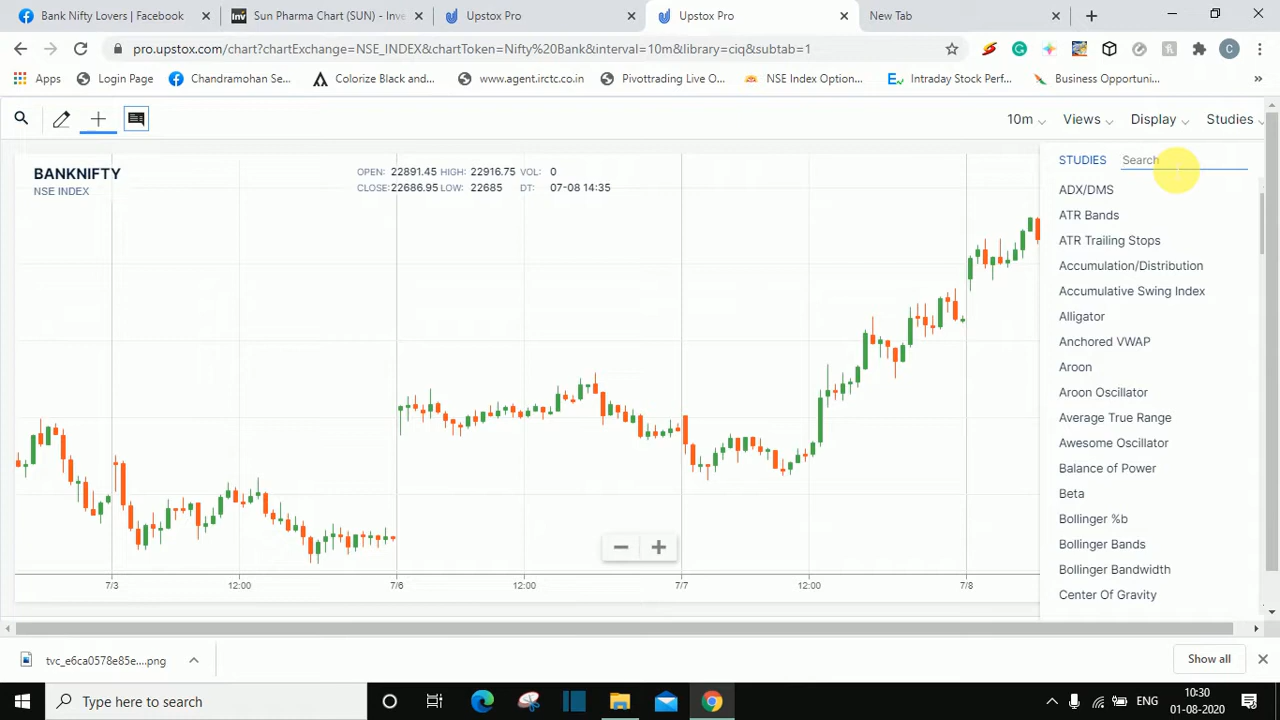 Bank Nifty Lovers | Facebook
Sun Pharma Chart (SUN) - Inve
Upstox Pro
Upstox Pro
New Tab
pro.upstox.com/chart?chartExchange=NSE_INDEX&chartToken=Nifty%20Bank&interval=10m&library=ciq&subtab=1
C
Apps
Login Page
Chandramohan Se...
Colorize Black and...
www.agent.irctc.co.in
Pivottrading Live O...
NSE Index Option...
Intraday Stock Perf...
Business Opportuni...
10m
Views
Display
Studies
BANKNIFTY
NSE INDEX
OPEN: 22891.45 HIGH: 22916.75 VOL: 0
CLOSE: 22686.95 LOW: 22685 DT: 07-08 14:35
STUDIES
Search
ADX/DMS
ATR Bands
ATR Trailing Stops
Accumulation/Distribution
Accumulative Swing Index
Alligator
Anchored VWAP
Aroon
Aroon Oscillator
Average True Range
Awesome Oscillator
Balance of Power
Beta
Bollinger %b
Bollinger Bands
Bollinger Bandwidth
Center Of Gravity
7/3
12:00
7/6
12:00
7/7
12:00
7/8
tvc_e6ca0578e85e....png
Show all
Type here to search
ENG
10:30
01-08-2020